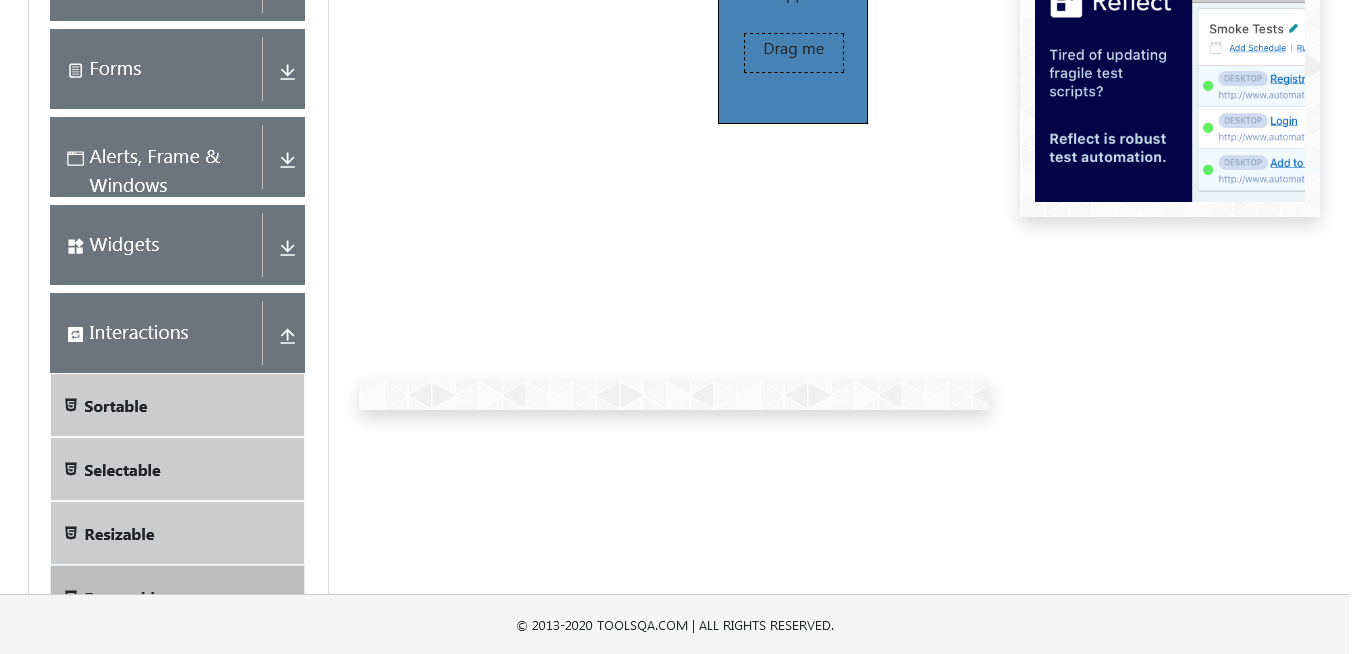 Forms
Alerts, Frame &
Windows
Widgets
Interactions
Sortable
Selectable
Resizable
Drag me
Reflect
Tired of updating
fragile test
scripts?
Reflect is robust
test automation.
Smoke Tests
Add Schedule | Ru
DESKTOP Registr
http://www.automat
DESKTOP Login
http://www.automat
DESKTOP Add to
http://www.automat
© 2013-2020 TOOLSQA.COM | ALL RIGHTS RESERVED.